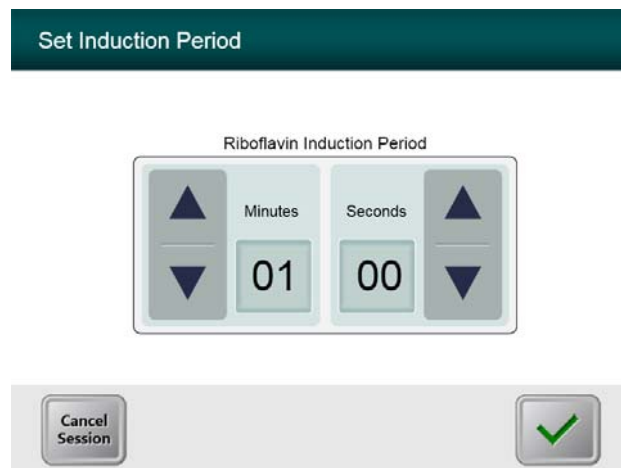 Set Induction Period
Riboflavin Induction Period
Minutes
Seconds
01
00
Cancel
Session